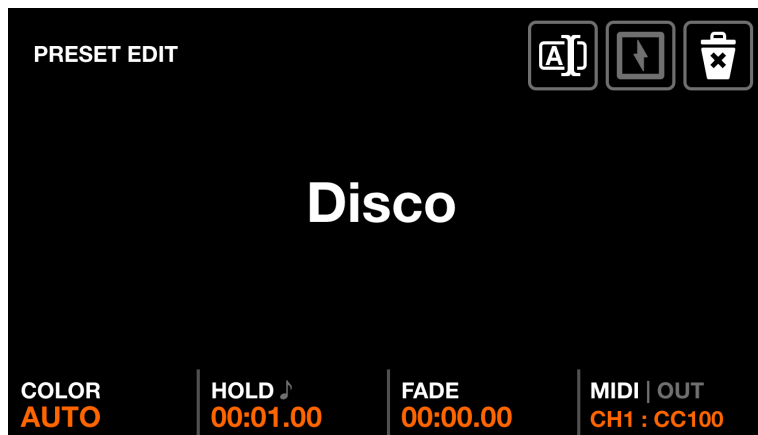 PRESET EDIT
A
Disco
COLOR
AUTO
HOLD ♪
00:01.00
FADE
00:00.00
MIDI | OUT
CH1 : CC100